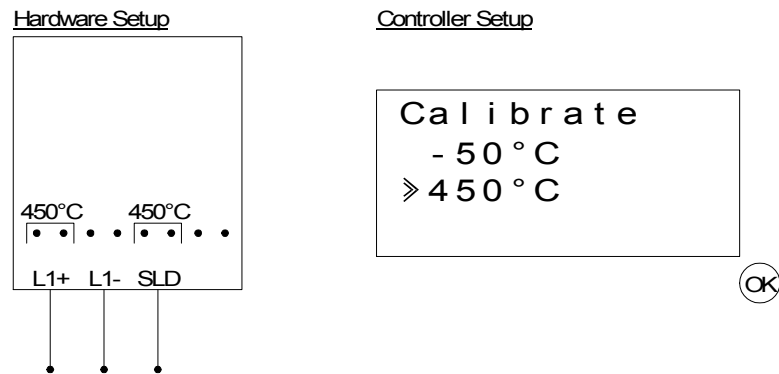 Hardware Setup
Controller Setup
Calibrate
-50°C
450°C
450°C 450°C
L1+ L1- SLD
OK